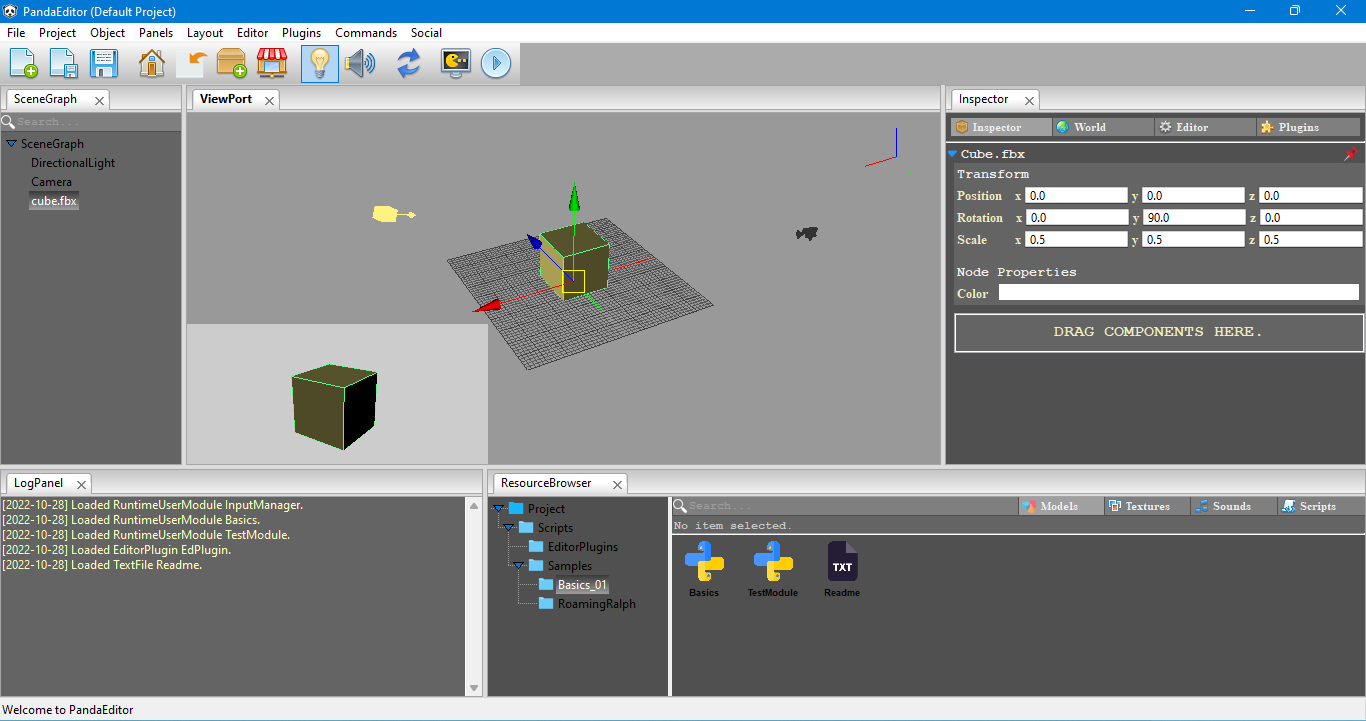 PandaEditor (Default Project)
File Project Object Panels Layout Editor Plugins Commands Social
SceneGraph
Search...
SceneGraph
DirectionalLight
Camera
cube.fbx
ViewPort
Inspector
Inspector World Editor Plugins
Cube.fbx
Transform
Position x 0.0 y 0.0 z 0.0
Rotation x 0.0 y 90.0 z 0.0
Scale x 0.5 y 0.5 z 0.5
Node Properties
Color
DRAG COMPONENTS HERE.
LogPanel
[2022-10-28] Loaded RuntimeUserModule InputManager.
[2022-10-28] Loaded RuntimeUserModule Basics.
[2022-10-28] Loaded RuntimeUserModule TestModule.
[2022-10-28] Loaded EditorPlugin EdPlugin.
[2022-10-28] Loaded TextFile Readme.
ResourceBrowser
Project
Scripts
EditorPlugins
Samples
Basics_01
RoamingRalph
Search... Models Textures Sounds Scripts
No item selected.
TXT
Basics TestModule Readme
Welcome to PandaEditor